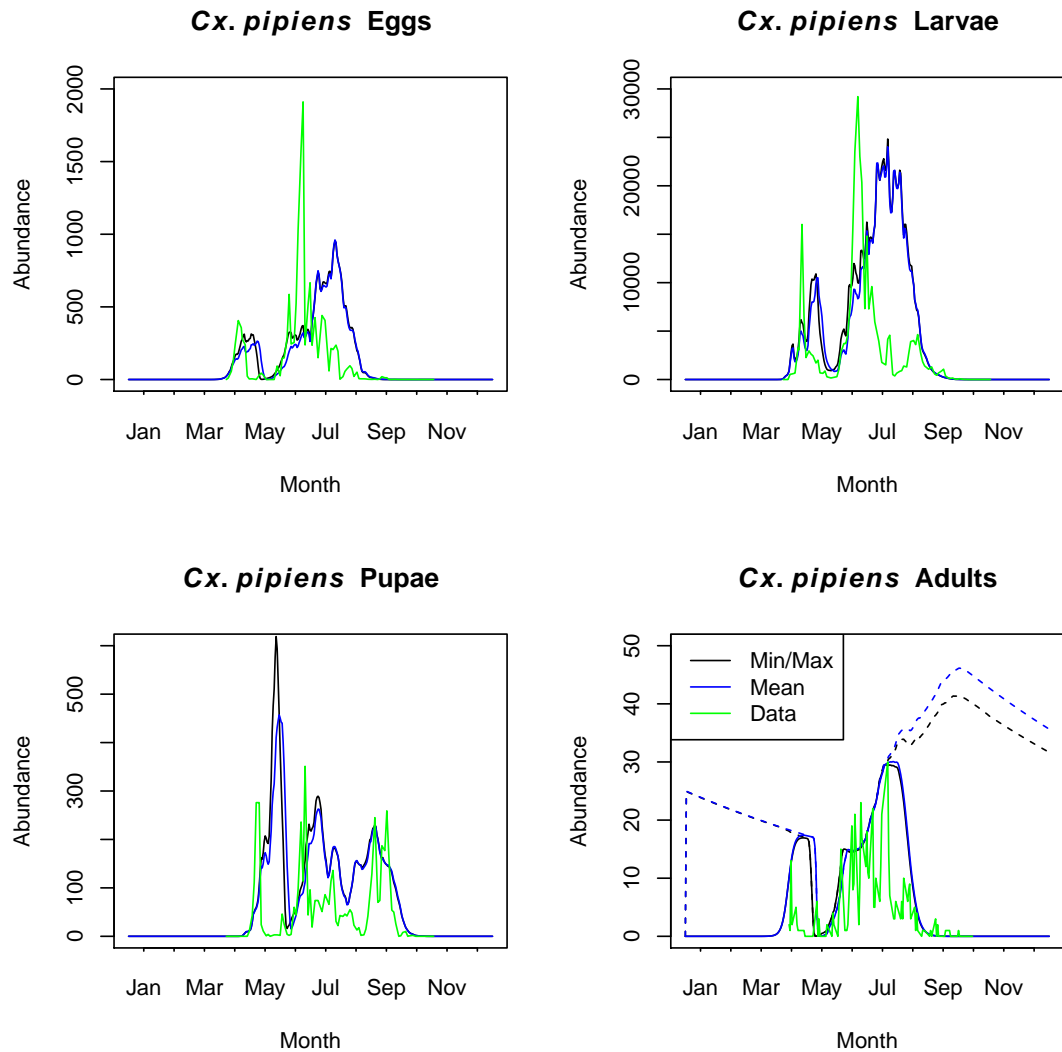 Cx. pipiens Eggs
Abundance
2000
1500
1000
500
0
Jan Mar May Jul Sep Nov
Month
Cx. pipiens Larvae
Abundance
30000
20000
10000
0
Jan Mar May Jul Sep Nov
Month
Cx. pipiens Pupae
Abundance
500
300
100
0
Jan Mar May Jul Sep Nov
Month
Cx. pipiens Adults
Abundance
50
40
30
20
10
0
Min/Max
Mean
Data
Jan Mar May Jul Sep Nov
Month